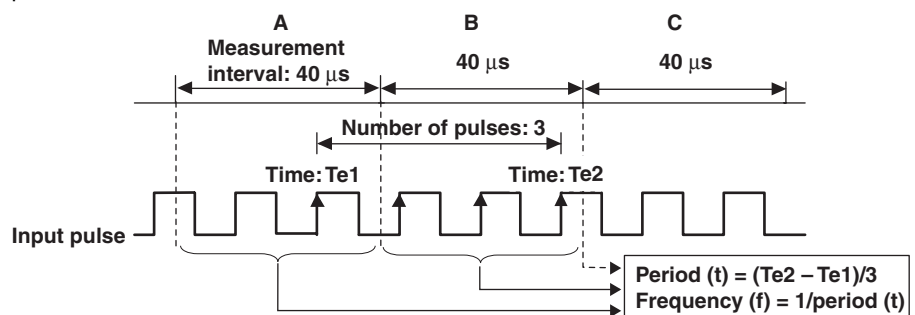 A
B
C
Measurement
interval: 40 μs
40 μs
40 μs
Number of pulses: 3
Time: Te1
Time: Te2
Input pulse
Period (t) = (Te2 – Te1)/3
Frequency (f) = 1/period (t)